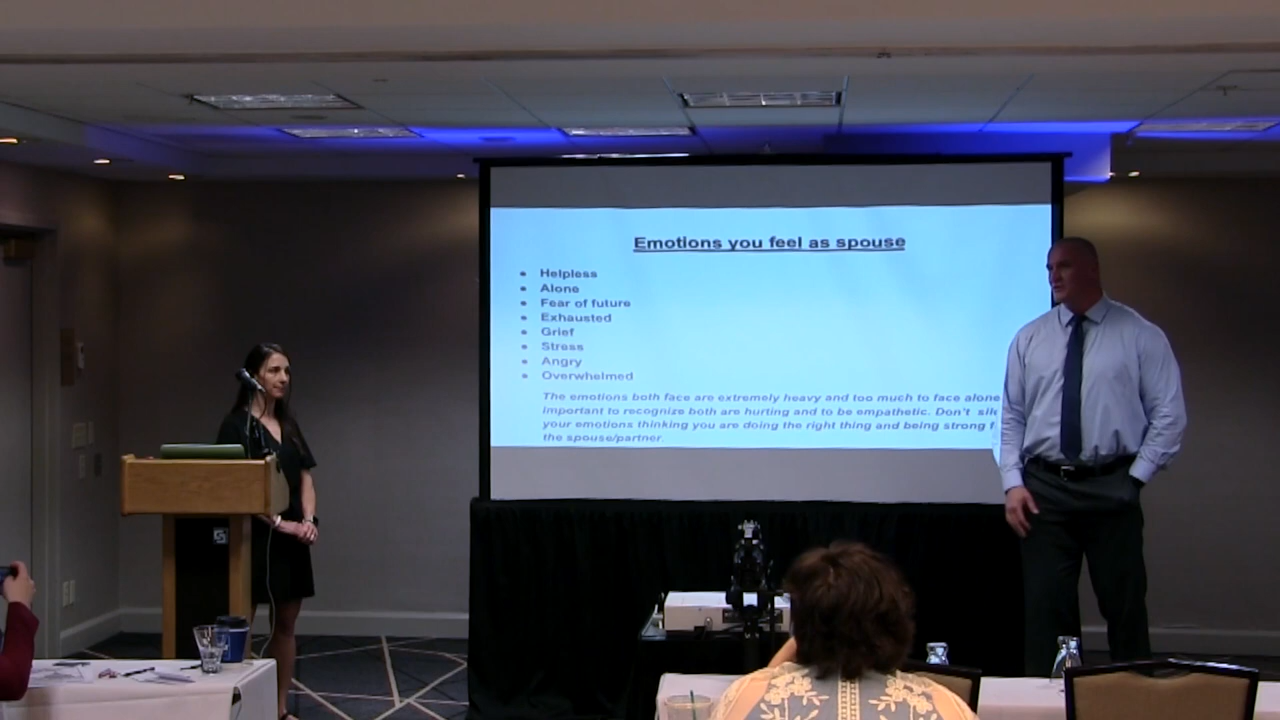 Emotions you feel as spouse
• Helpless
• Alone
• Fear of future
• Exhausted
• Grief
• Stress
• Angry
• Overwhelmed
The emotions both face are extremely heavy and too much to face alone
important to recognize both are hurting and to be empathetic. Don't
your emotions thinking you are doing the right thing and being strong
the spouse/partner.